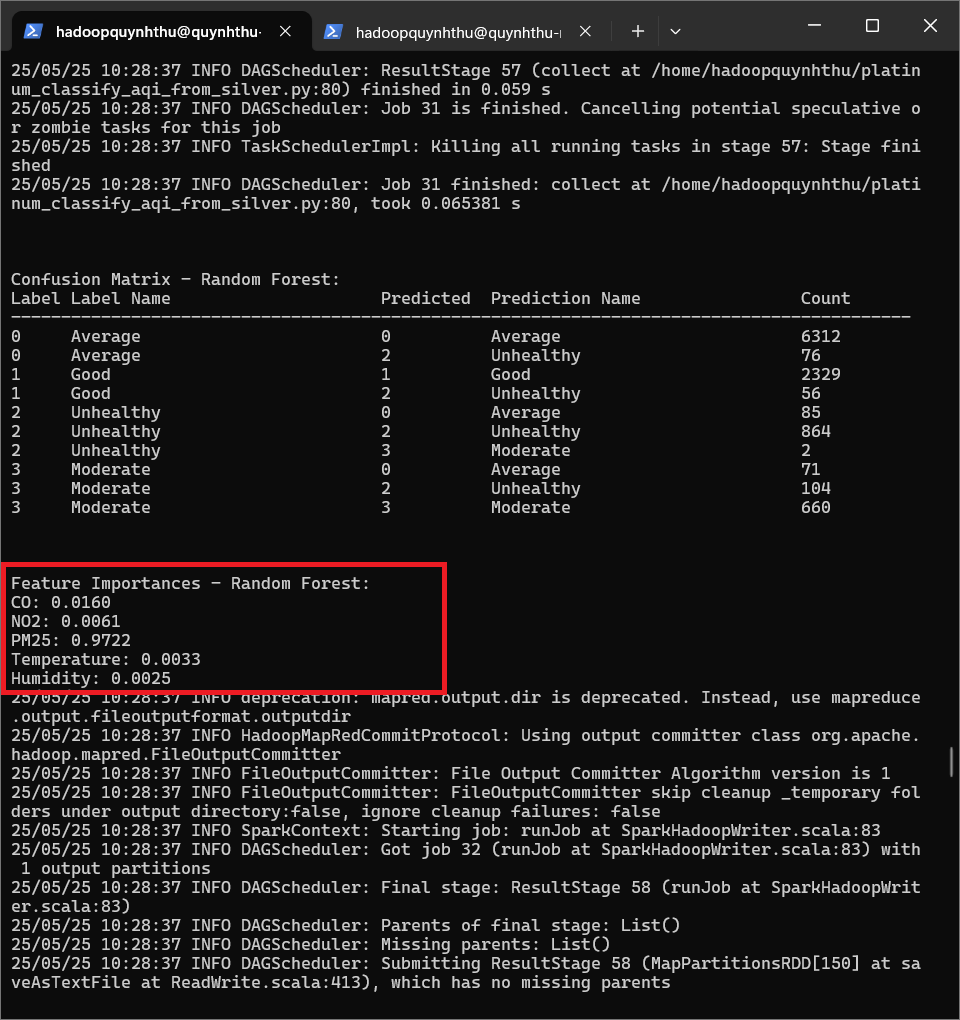 hadoopquynhthu@quynhthu- hadoopquynhthu@quynhthu-
25/05/25 10:28:37 INFO DAGScheduler: ResultStage 57 (collect at /home/hadoopquynhthu/platin
um_classify_aqi_from_silver.py:80) finished in 0.059 s
25/05/25 10:28:37 INFO DAGScheduler: Job 31 is finished. Cancelling potential speculative o
r zombie tasks for this job
25/05/25 10:28:37 INFO TaskSchedulerImpl: Killing all running tasks in stage 57: Stage fini
shed
25/05/25 10:28:37 INFO DAGScheduler: Job 31 finished: collect at /home/hadoopquynhthu/plati
num_classify_aqi_from_silver.py:80, took 0.065381 s
Confusion Matrix - Random Forest:
Label Label Name Predicted Prediction Name Count
------------------------------------------------------------------------------------------
0 Average 0 Average 6312
0 Average 2 Unhealthy 76
1 Good 1 Good 2329
1 Good 2 Unhealthy 56
2 Unhealthy 0 Average 85
2 Unhealthy 2 Unhealthy 864
2 Unhealthy 3 Moderate 2
3 Moderate 0 Average 71
3 Moderate 2 Unhealthy 104
3 Moderate 3 Moderate 660
Feature Importances - Random Forest:
CO: 0.0160
NO2: 0.0061
PM25: 0.9722
Temperature: 0.0033
Humidity: 0.0025
25/05/25 10:28:37 INFO deprecation: mapred.output.dir is deprecated. Instead, use mapreduce
.output.fileoutputformat.outputdir
25/05/25 10:28:37 INFO HadoopMapRedCommitProtocol: Using output committer class org.apache.
hadoop.mapred.FileOutputCommitter
25/05/25 10:28:37 INFO FileOutputCommitter: File Output Committer Algorithm version is 1
25/05/25 10:28:37 INFO FileOutputCommitter: FileOutputCommitter skip cleanup _temporary fol
ders under output directory:false, ignore cleanup failures: false
25/05/25 10:28:37 INFO SparkContext: Starting job: runJob at SparkHadoopWriter.scala:83
25/05/25 10:28:37 INFO DAGScheduler: Got job 32 (runJob at SparkHadoopWriter.scala:83) with
1 output partitions
25/05/25 10:28:37 INFO DAGScheduler: Final stage: ResultStage 58 (runJob at SparkHadoopWrit
er.scala:83)
25/05/25 10:28:37 INFO DAGScheduler: Parents of final stage: List()
25/05/25 10:28:37 INFO DAGScheduler: Missing parents: List()
25/05/25 10:28:37 INFO DAGScheduler: Submitting ResultStage 58 (MapPartitionsRDD[150] at sa
veAsTextFile at ReadWrite.scala:413), which has no missing parents